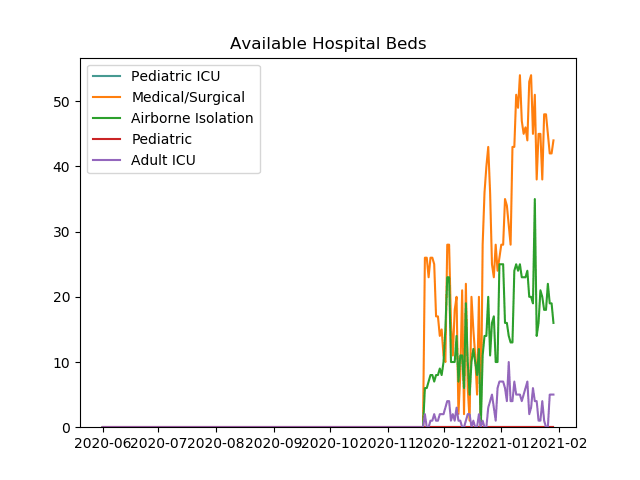 Available Hospital Beds
Pediatric ICU
Medical/Surgical
Airborne Isolation
Pediatric
Adult ICU
50
40
30
20
10
0
2020-06 2020-07 2020-08 2020-09 2020-10 2020-11 2020-12 2021-01 2021-02